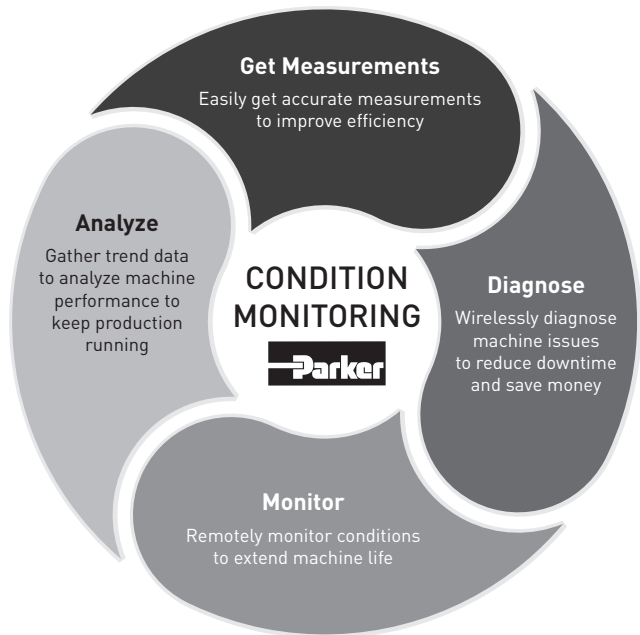 Get Measurements
Easily get accurate measurements
to improve efficiency
Diagnose
Wirelessly diagnose
machine issues
to reduce downtime
and save money
Monitor
Remotely monitor conditions
to extend machine life
Analyze
Gather trend data
to analyze machine
performance to
keep production
running
CONDITION
MONITORING
Parker